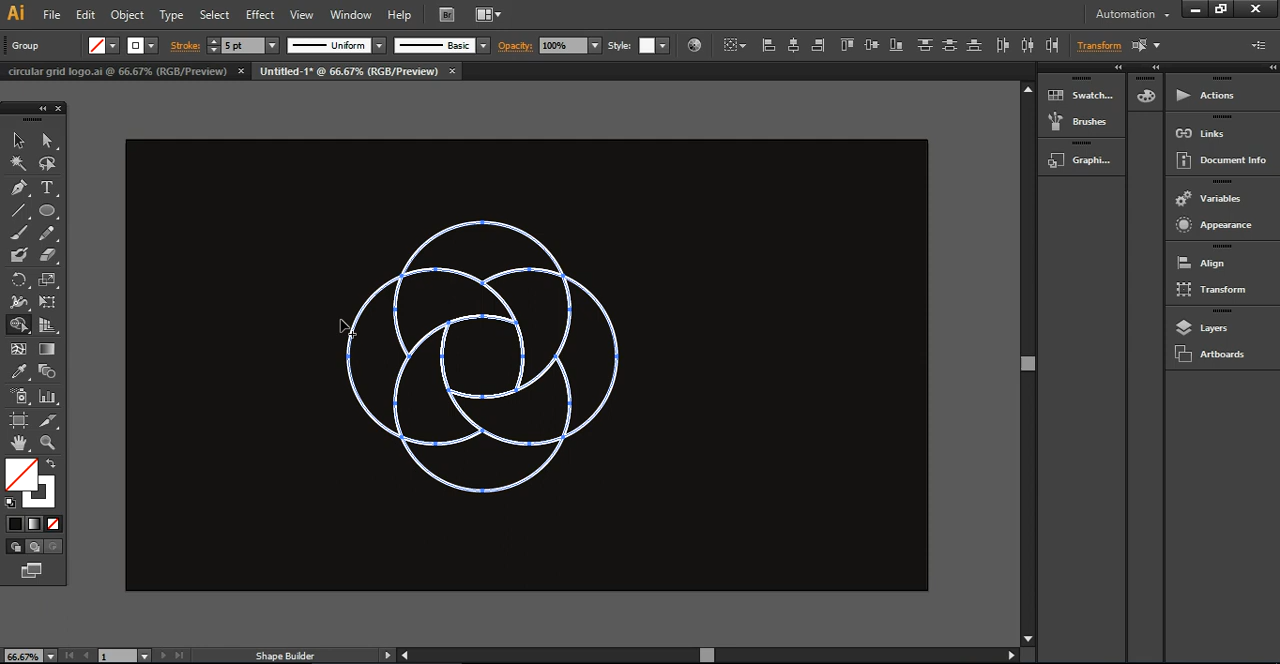 Ai File Edit Object Type Select Effect View Window Help Br Automation
Group Stroke: 5 pt Uniform Basic Opacity: 100% Style: Transform
circular grid logo.ai @ 66.67% (RGB/Preview) × Untitled-1* @ 66.67% (RGB/Preview) ×
Swatch... Actions
Brushes
Links
Graphi... Document Info
Variables
Appearance
Align
Transform
Layers
Artboards
T
66.67% 1 Shape Builder